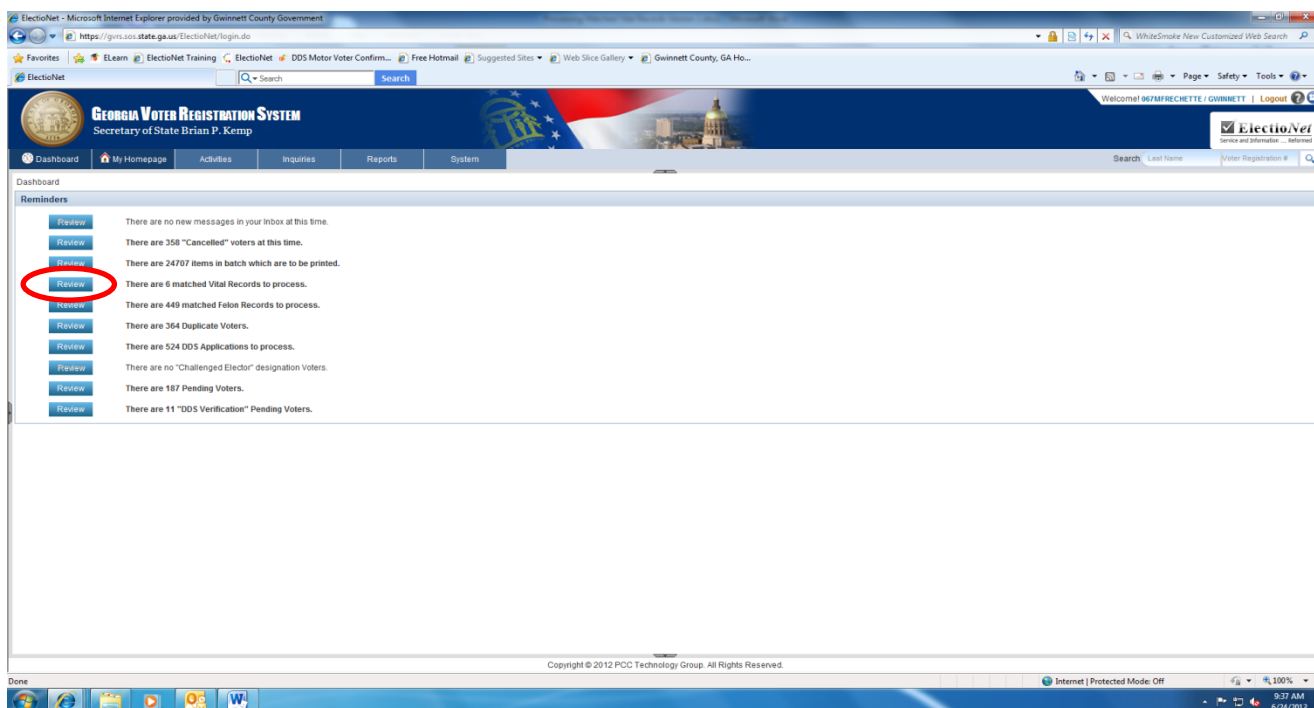 ElectioNet - Microsoft Internet Explorer provided by Gwinnett County Government
https://gvrs.sos.state.ga.us/ElectioNet/login.do
WhiteSmoke New Customized Web Search
Favorites ELearn ElectioNet Training ElectioNet DDS Motor Voter Confirm... Free Hotmail Suggested Sites Web Slice Gallery Gwinnett County, GA Ho...
ElectioNet Search Search Page Safety Tools
Welcome! 067MFRECHETTE / GWINNETT | Logout
GEORGIA VOTER REGISTRATION SYSTEM
Secretary of State Brian P. Kemp
ElectioNet
Service and Information .... Reformed
Dashboard My Homepage Activities Inquiries Reports System Search Last Name Voter Registration #
Dashboard
Reminders
Review There are no new messages in your Inbox at this time.
Review There are 358 "Cancelled" voters at this time.
Review There are 24707 items in batch which are to be printed.
Review There are 6 matched Vital Records to process.
Review There are 449 matched Felon Records to process.
Review There are 364 Duplicate Voters.
Review There are 524 DDS Applications to process.
Review There are no "Challenged Elector" designation Voters.
Review There are 187 Pending Voters.
Review There are 11 "DDS Verification" Pending Voters.
Copyright © 2012 PCC Technology Group. All Rights Reserved.
Done Internet | Protected Mode: Off 100%
9:37 AM